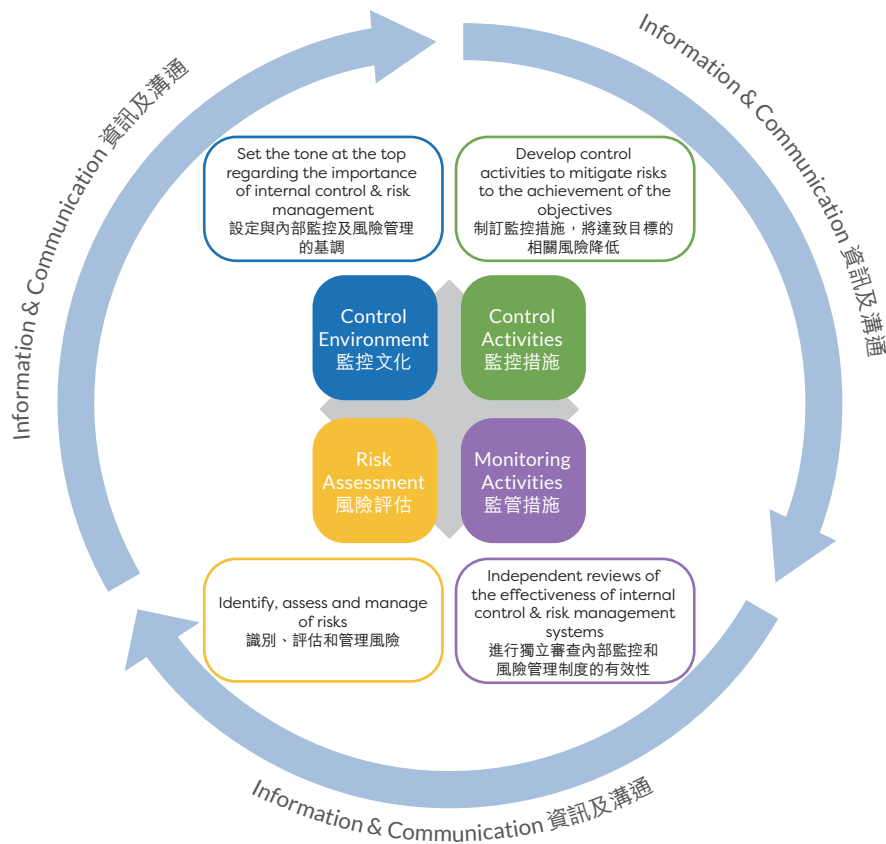 Information & Communication 資訊及溝通
Information & Communication 資訊及溝通
Set the tone at the top
regarding the importance
of internal control & risk
management
設定與內部監控及風險管理
的基調
Develop control
activities to mitigate risks
to the achievement of the
objectives
制訂監控措施，將達致目標的
相關風險降低
Control
Environment
監控文化
Control
Activities
監控措施
Risk
Assessment
風險評估
Monitoring
Activities
監管措施
Identify, assess and manage
of risks
識別、評估和管理風險
Independent reviews of
the effectiveness of internal
control & risk management
systems
進行獨立審查內部監控和
風險管理制度的有效性
Information & Communication 資訊及溝通